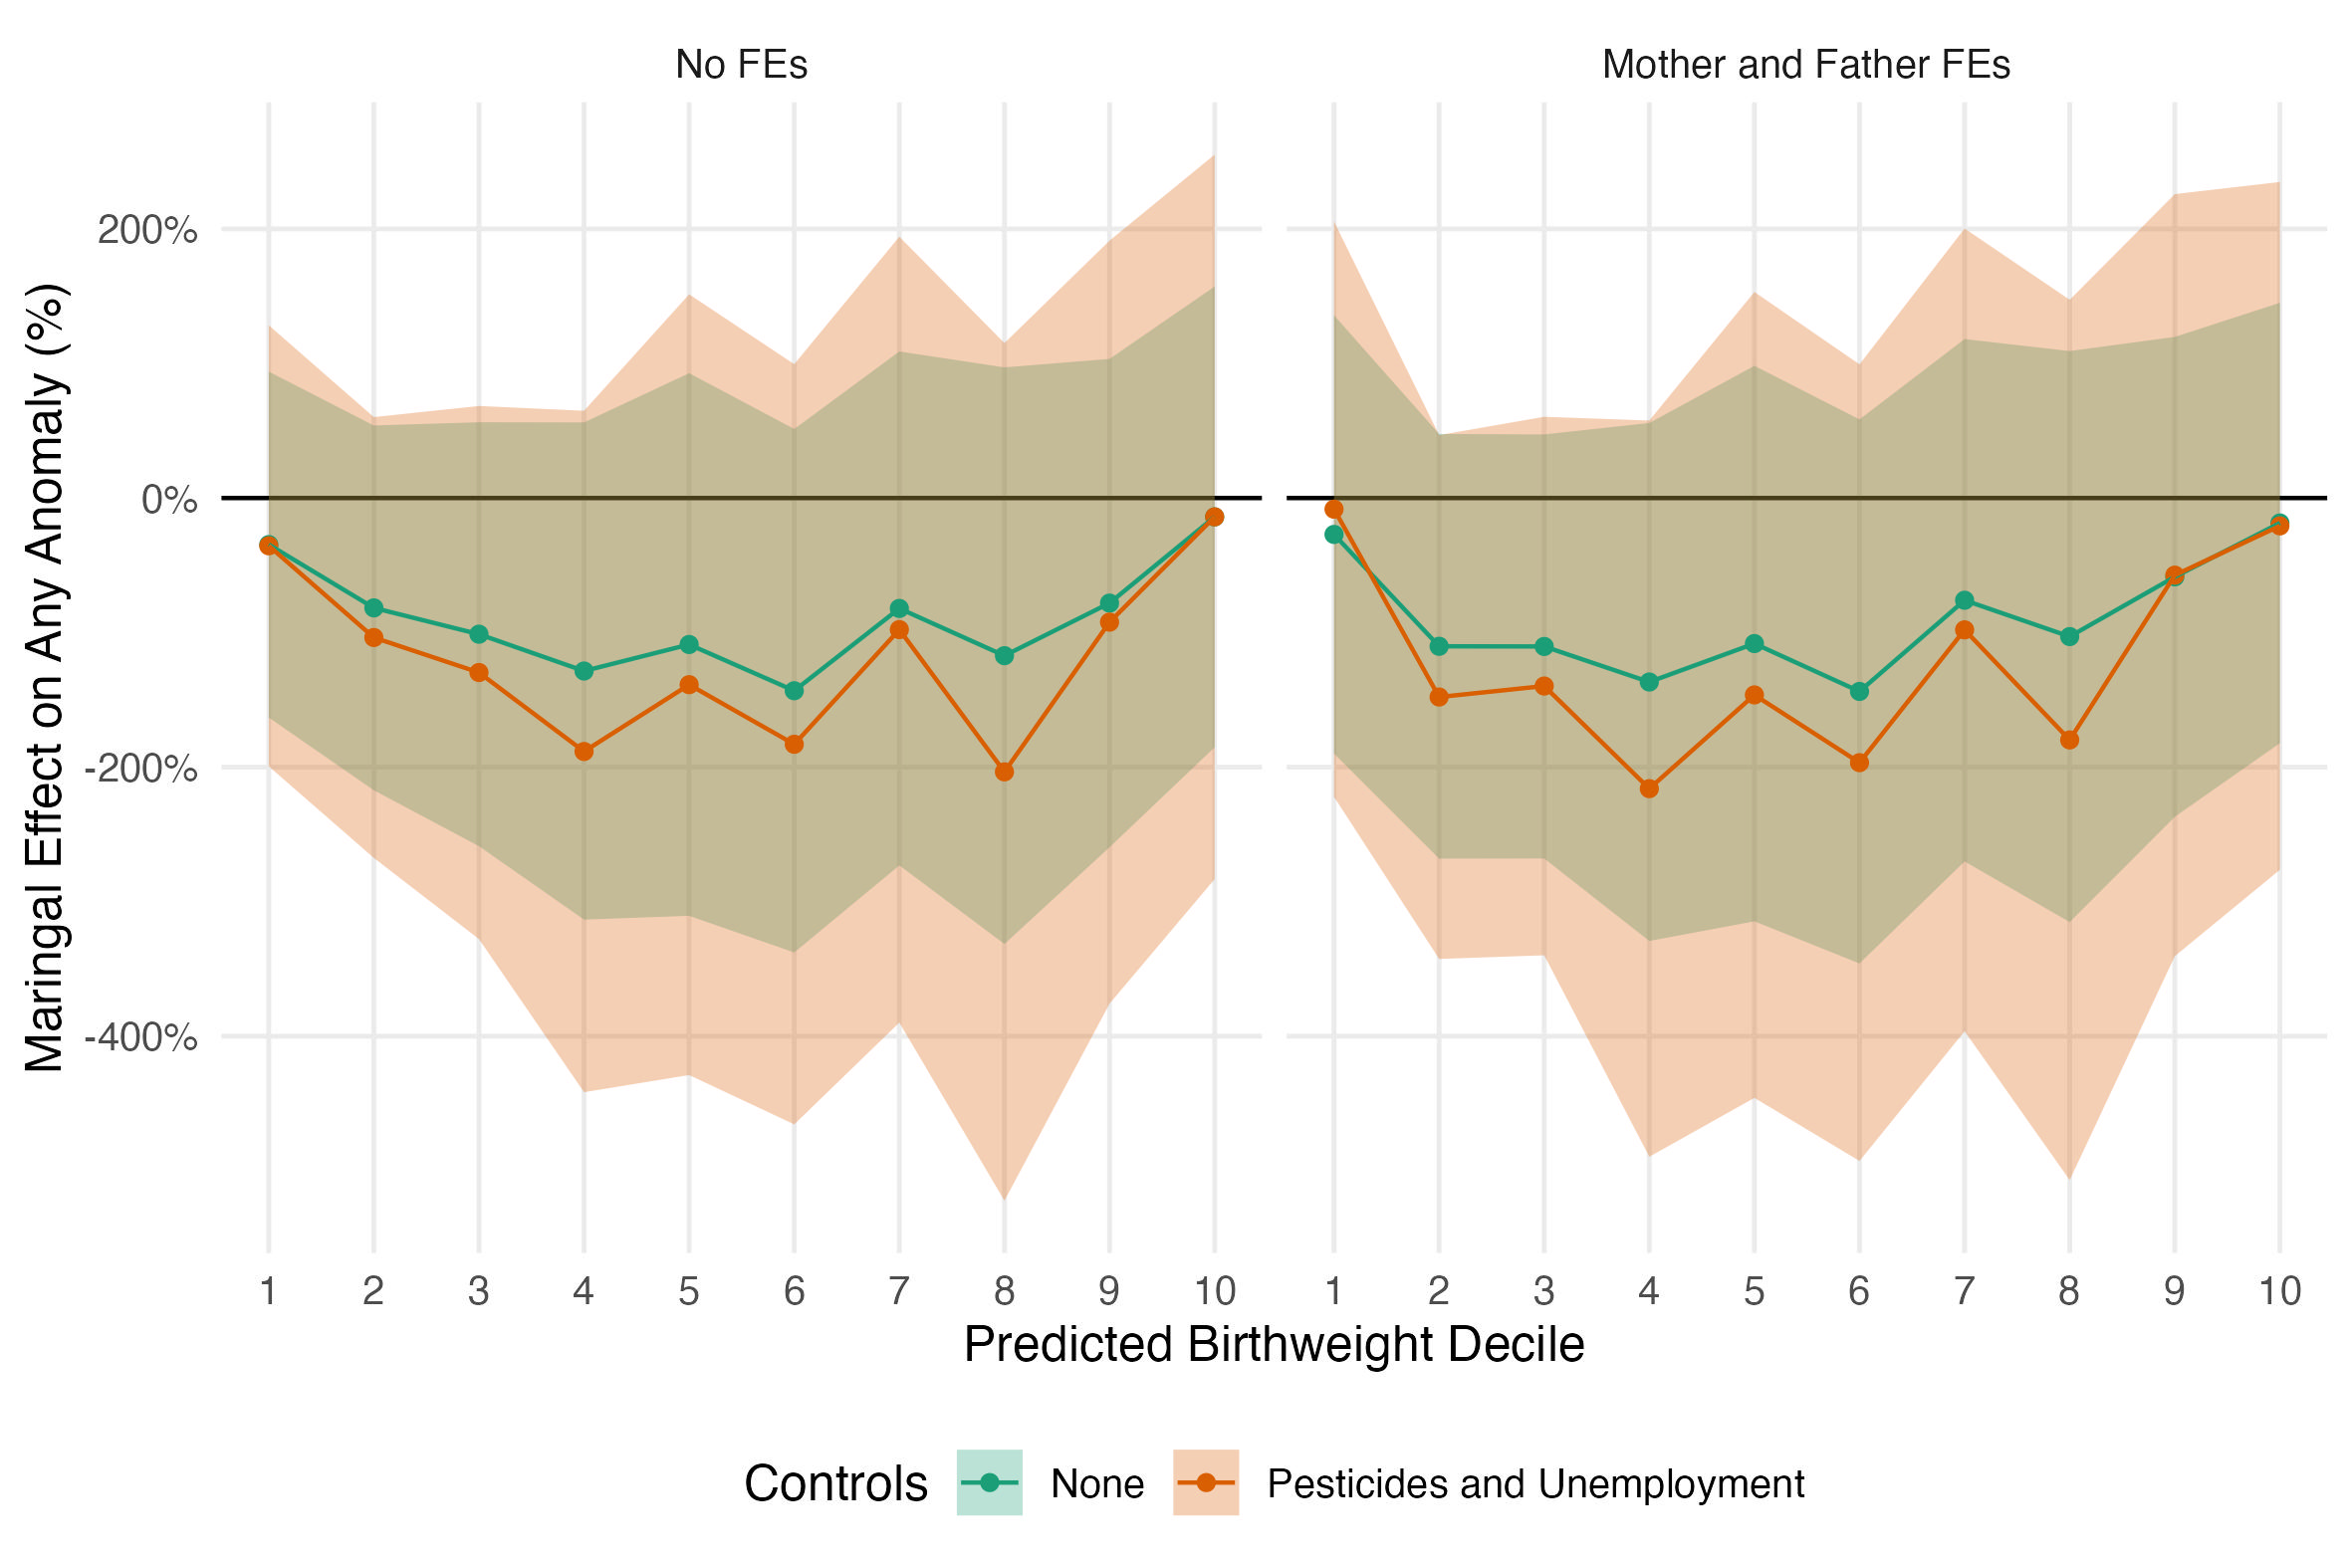 No FEs
Mother and Father FEs
Maringal Effect on Any Anomaly (%)
200%
0%
-200%
-400%
1 2 3 4 5 6 7 8 9 10
1 2 3 4 5 6 7 8 9 10
Predicted Birthweight Decile
Controls
None
Pesticides and Unemployment